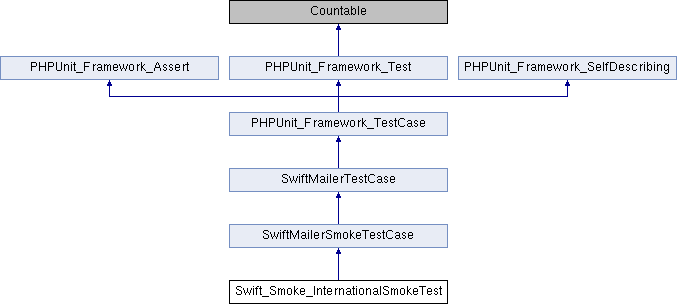 Countable
PHPUnit_Framework_Assert
PHPUnit_Framework_Test
PHPUnit_Framework_SelfDescribing
PHPUnit_Framework_TestCase
SwiftMailerTestCase
SwiftMailerSmokeTestCase
Swift_Smoke_InternationalSmokeTest